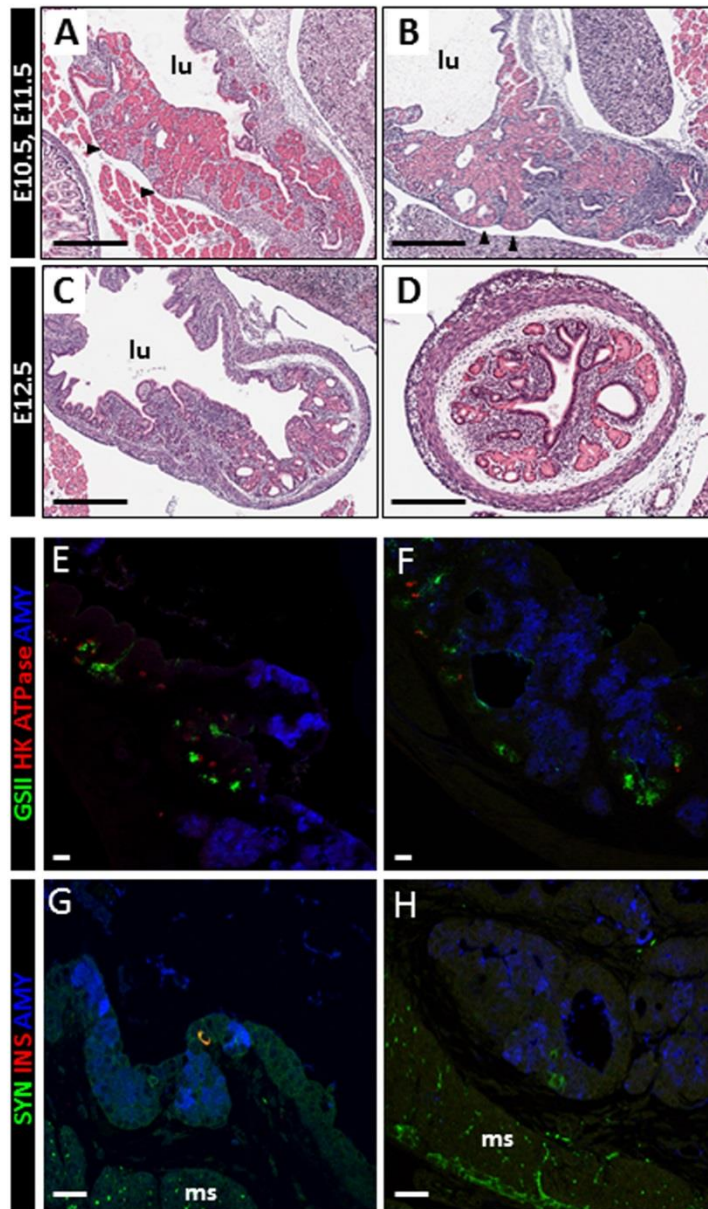 E10.5, E11.5
A
lu
B
lu
E12.5
C
lu
D
GSII HK ATPase AMY
E
F
SYN INS AMY
G
ms
H
ms